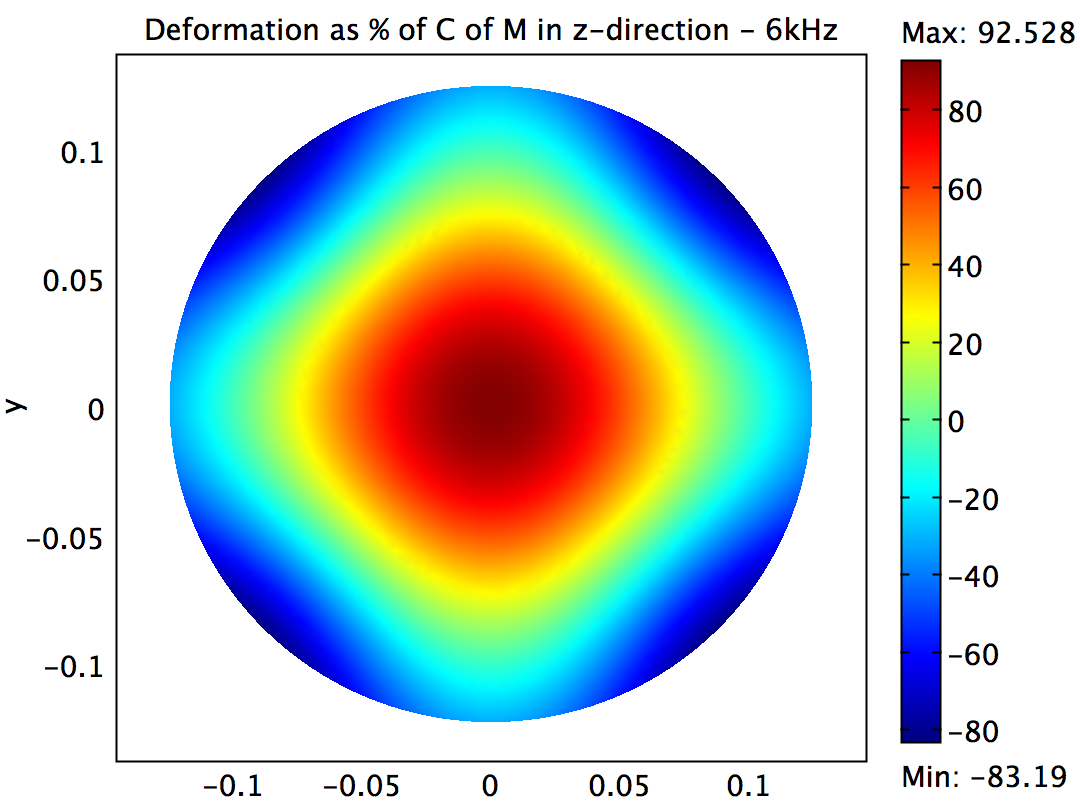 Deformation as % of C of M in z-direction - 6kHz
Max: 92.528
0.1
0.05
0
-0.05
-0.1
y
-0.1 -0.05 0 0.05 0.1
80
60
40
20
0
-20
-40
-60
-80
Min: -83.19